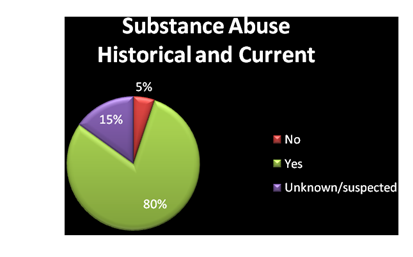 Substance Abuse
Historical and Current
5%
15%
No
Yes
Unknown/suspected
80%